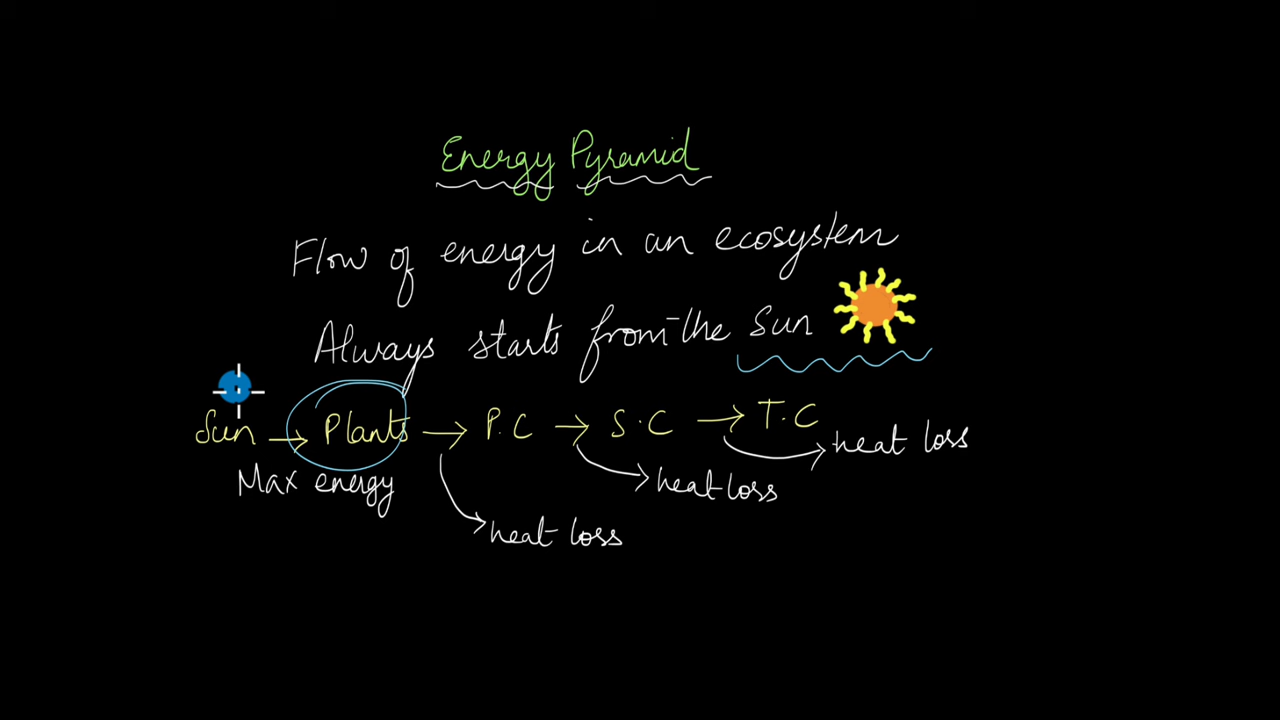 Energy Pyramid
Flow of energy in an ecosystem
Always starts from the Sun
Sun → Plants → P.C → S.C → T.C
heat loss
Max energy
heat loss
heat loss